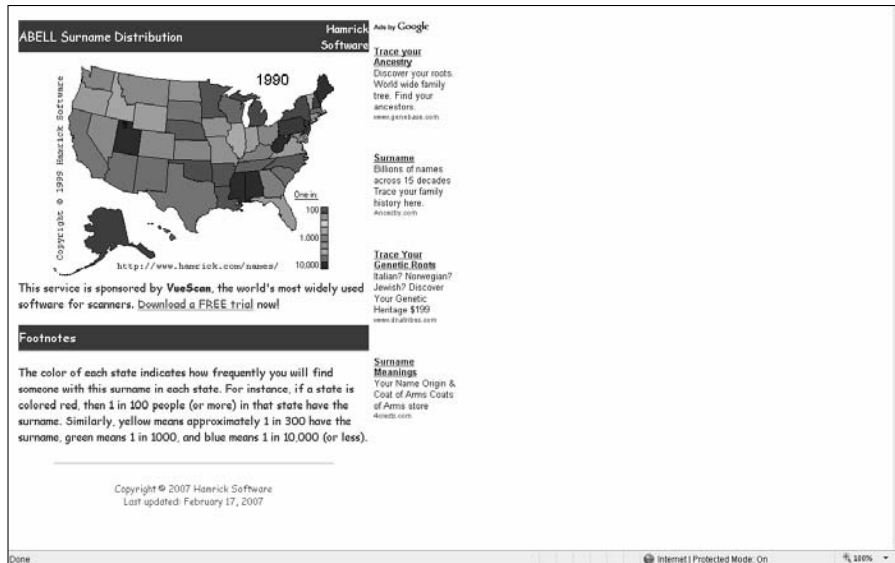 ABELL Surname Distribution
Hamrick
Software
1990
Copyright © 1999 Hamrick Software
One in:
100
1,000
10,000
http://www.hamrick.com/names/
This service is sponsored by VueScan, the world's most widely used
software for scanners. Download a FREE trial now!
Footnotes
The color of each state indicates how frequently you will find
someone with this surname in each state. For instance, if a state is
colored red, then 1 in 100 people (or more) in that state have the
surname. Similarly, yellow means approximately 1 in 300 have the
surname, green means 1 in 1000, and blue means 1 in 10,000 (or less).
Copyright © 2007 Hamrick Software
Last updated: February 17, 2007
Ads by Google
Trace your
Ancestry
Discover your roots.
World wide family
tree. Find your
ancestors.
www.genebase.com
Surname
Billions of names
across 15 decades
Trace your family
history here.
Ancestry.com
Trace Your
Genetic Roots
Italian? Norwegian?
Jewish? Discover
Your Genetic
Heritage $199
www.dnatribes.com
Surname
Meanings
Your Name Origin &
Coat of Arms Coats
of Arms store
Done
Internet | Protected Mode: On
100%